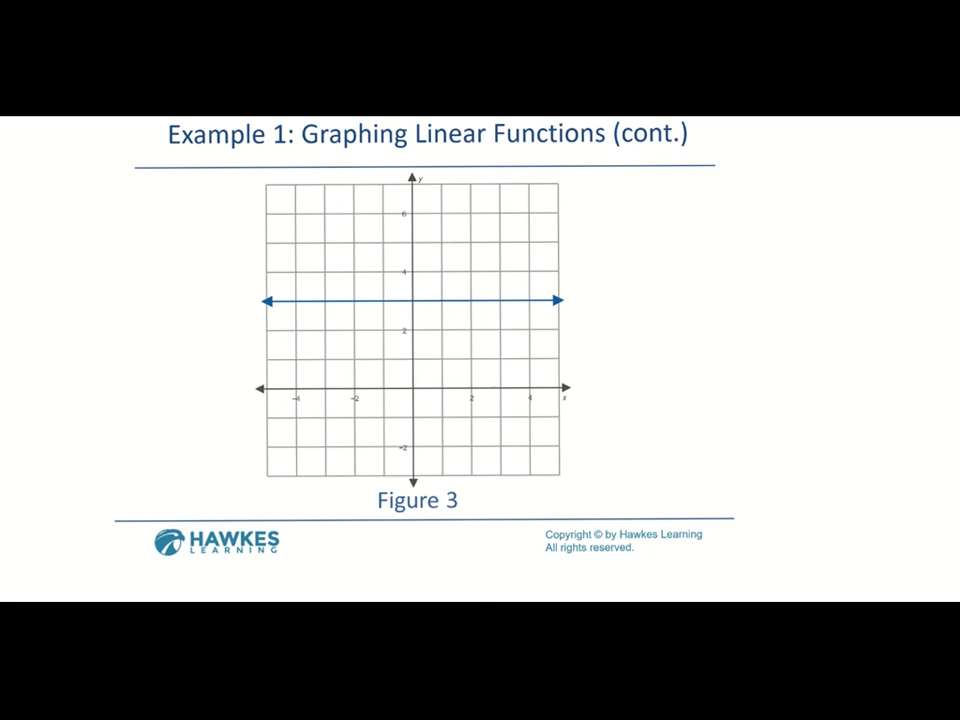 Example 1: Graphing Linear Functions (cont.)
y
6
4
2
-4 -2 2 4 x
-2
Figure 3
HAWKES
LEARNING
Copyright © by Hawkes Learning
All rights reserved.